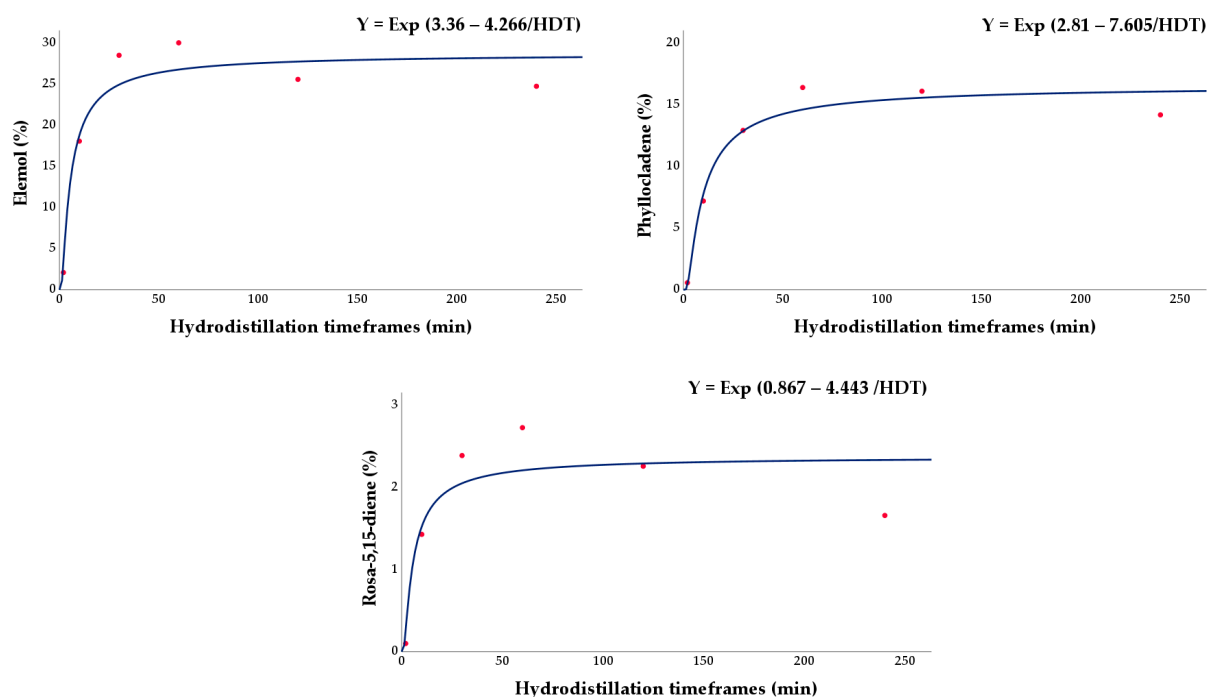 Y = Exp (3.36 – 4.266/HDT)
30
25
20
15
10
5
0
Elemol (%)
0 50 100 150 200 250
Hydrodistillation timeframes (min)
Y = Exp (2.81 – 7.605/HDT)
20
15
10
5
0
Phyllocladene (%)
0 50 100 150 200 250
Hydrodistillation timeframes (min)
Y = Exp (0.867 – 4.443 /HDT)
3
2
1
0
Rosa-5,15-diene (%)
0 50 100 150 200 250
Hydrodistillation timeframes (min)